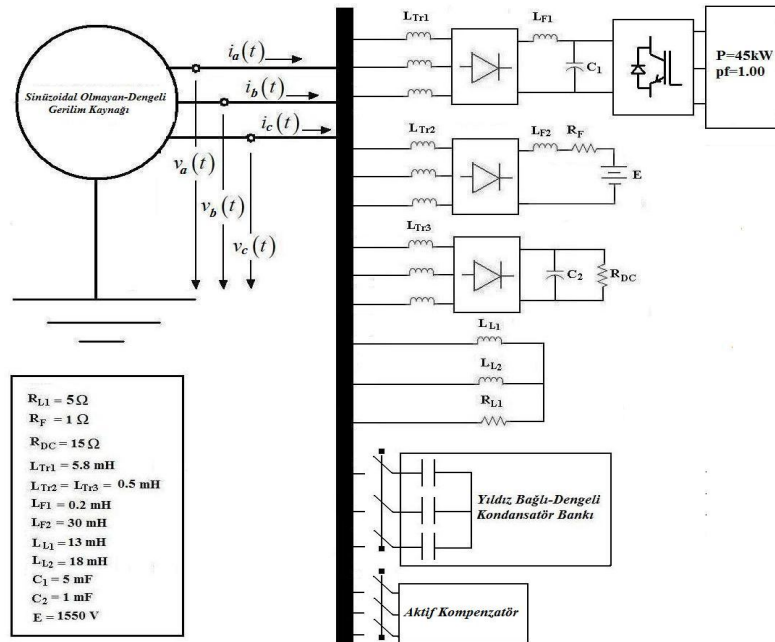 Sinüzoidal Olmayan-Dengeli
Gerilim Kaynağı
i_a(t)
i_b(t)
i_c(t)
v_a(t)
v_b(t)
v_c(t)
L_Tr1
L_F1
C_1
P=45kW
pf=1.00
L_Tr2
L_F2
R_F
E
L_Tr3
C_2
R_DC
L_L1
L_L2
R_L1
Yıldız Bağlı-Dengeli
Kondansatör Bankı
Aktif Kompenzatör
R_L1 = 5 Ω
R_F = 1 Ω
R_DC = 15 Ω
L_Tr1 = 5.8 mH
L_Tr2 = L_Tr3 = 0.5 mH
L_F1 = 0.2 mH
L_F2 = 30 mH
L_L1 = 13 mH
L_L2 = 18 mH
C_1 = 5 mF
C_2 = 1 mF
E = 1550 V